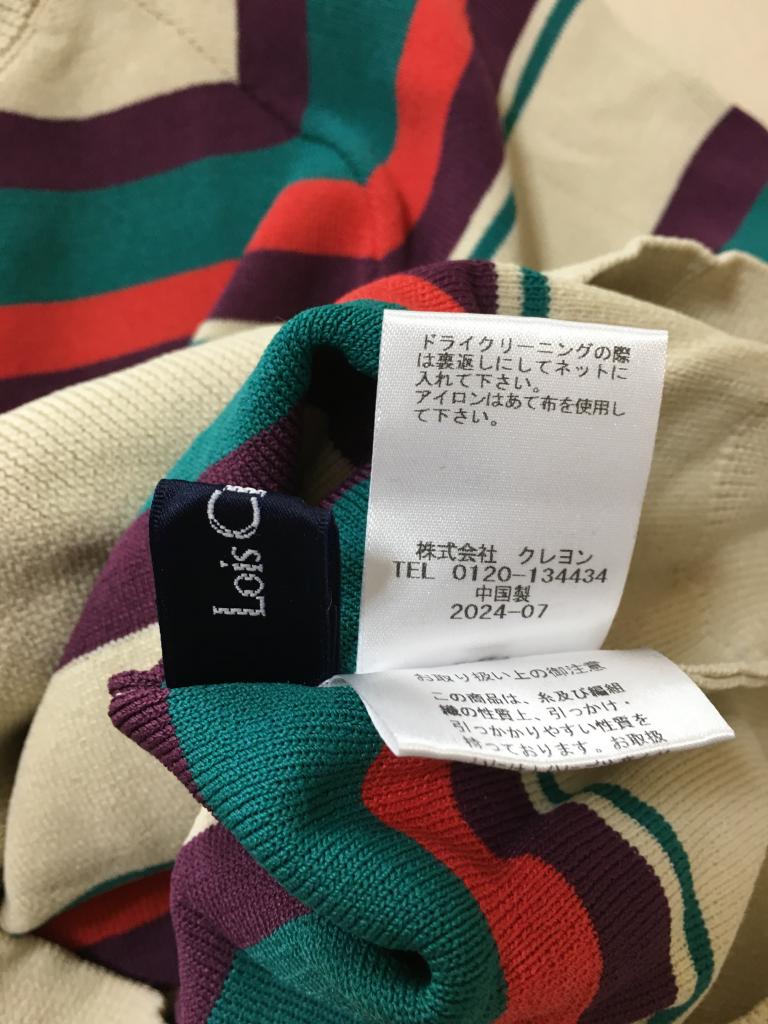 ドライクリーニングの際
は裏返しにしてネットに
入れて下さい。
アイロンはあて布を使用し
て下さい。
株式会社 クレヨン
TEL 0120-134434
中国製
2024-07
Lois
お取り扱い上の御注意
この商品は、糸及び編組
織の性質上、引っかけ・
引っかかりやすい性質を
持っております。お取扱